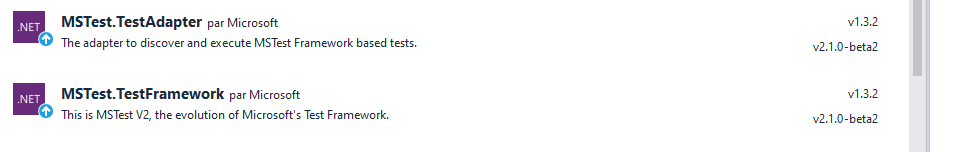 .NET MSTest.TestAdapter par Microsoft v1.3.2
The adapter to discover and execute MSTest Framework based tests. v2.1.0-beta2
.NET MSTest.TestFramework par Microsoft v1.3.2
This is MSTest V2, the evolution of Microsoft's Test Framework. v2.1.0-beta2